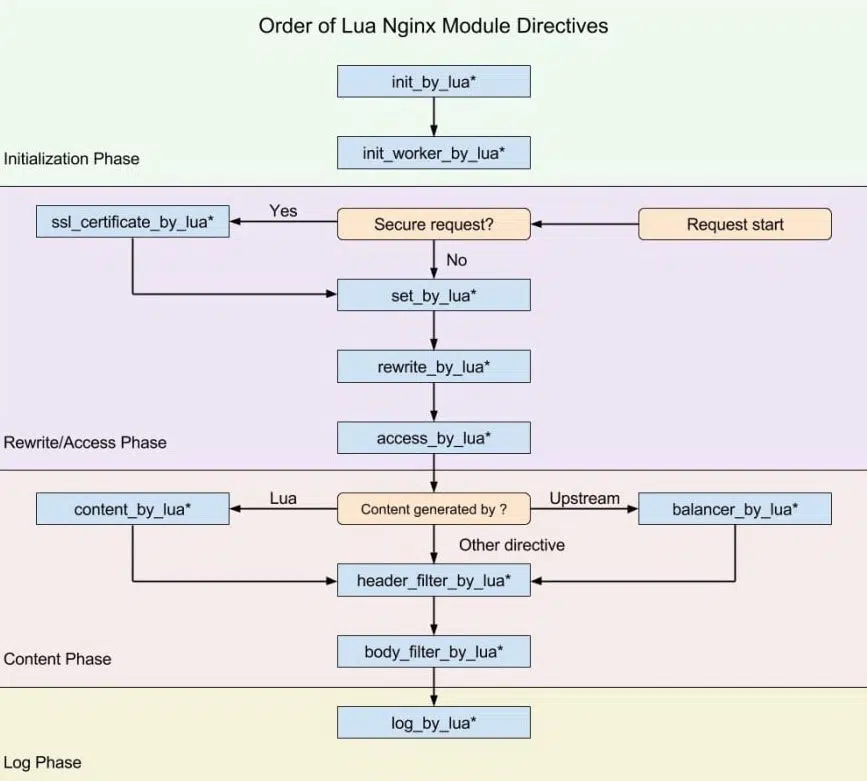 Order of Lua Nginx Module Directives
init_by_lua*
init_worker_by_lua*
Initialization Phase
ssl_certificate_by_lua*
Yes
Secure request?
Request start
No
set_by_lua*
rewrite_by_lua*
access_by_lua*
Rewrite/Access Phase
content_by_lua*
Lua
Content generated by ?
Upstream
balancer_by_lua*
Other directive
header_filter_by_lua*
body_filter_by_lua*
Content Phase
log_by_lua*
Log Phase